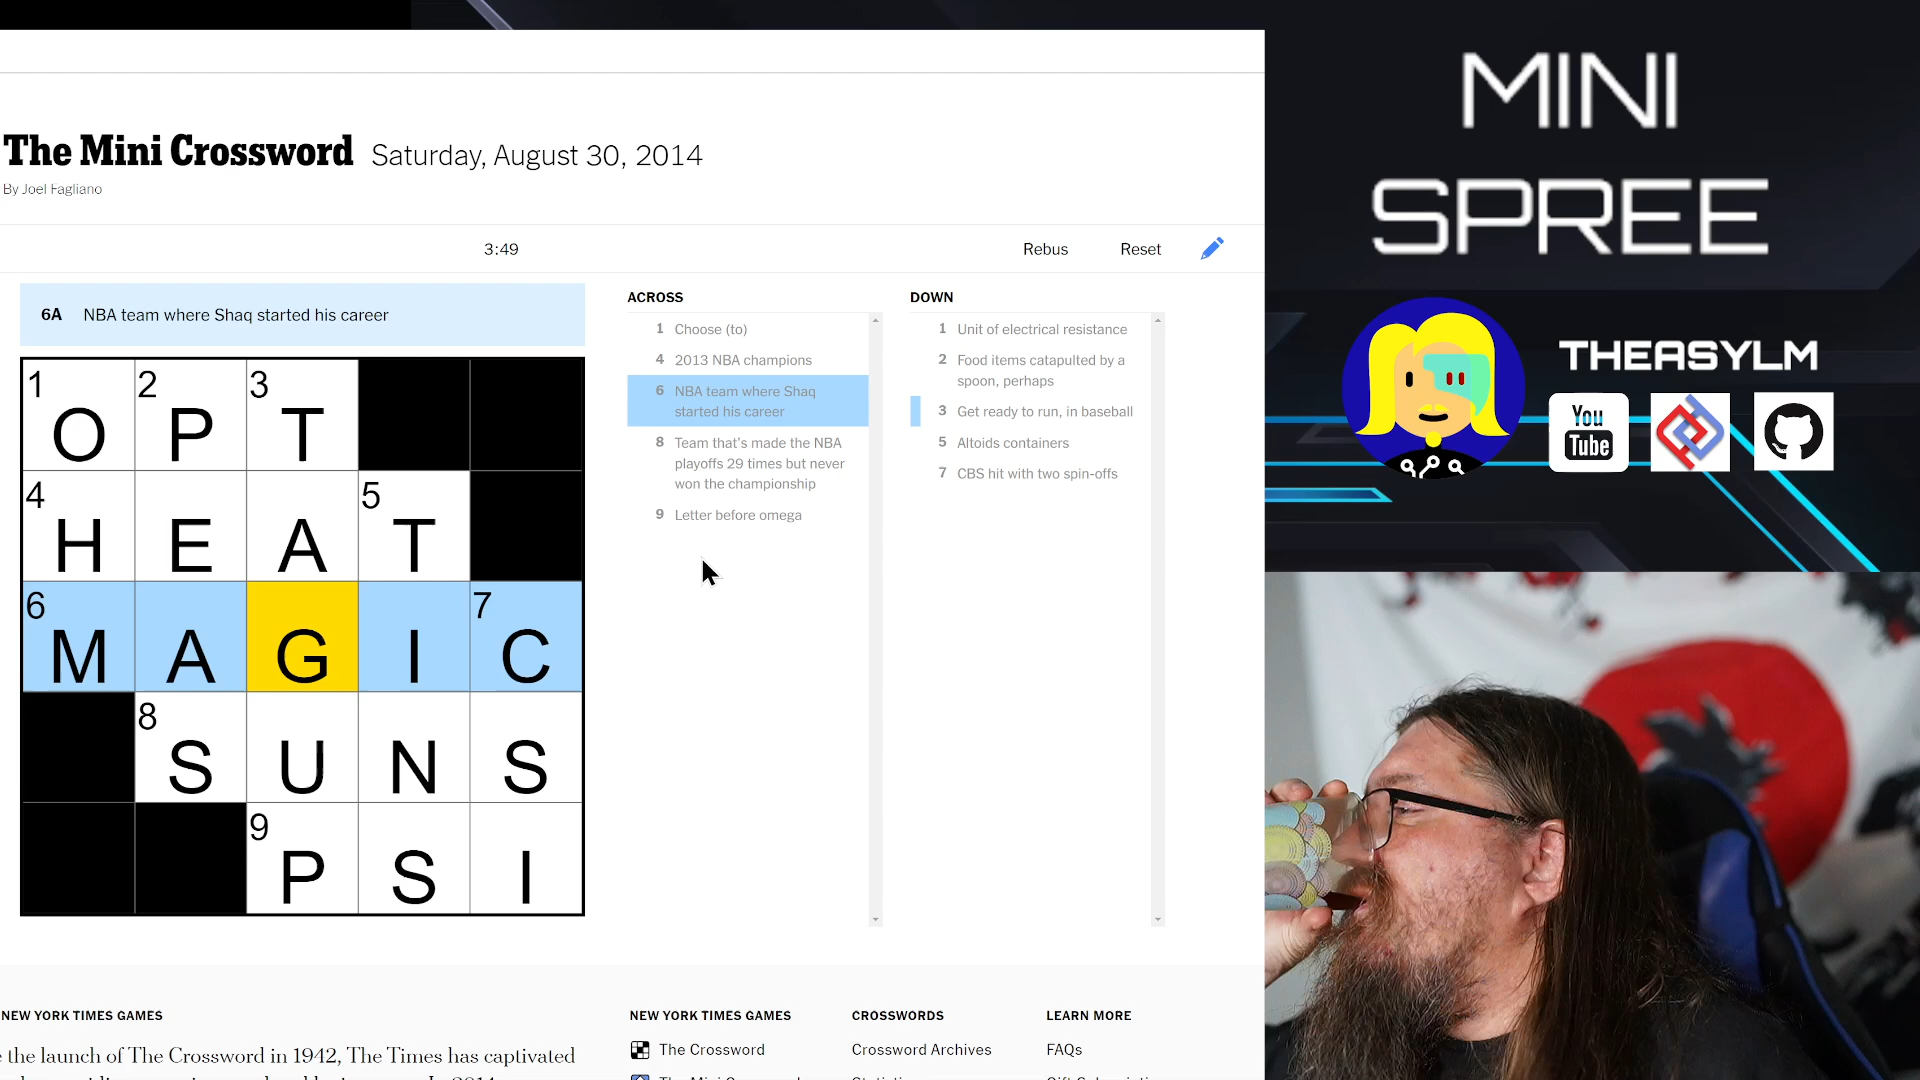 The Mini Crossword Saturday, August 30, 2014
By Joel Fagliano
3:49
Rebus
Reset
6A NBA team where Shaq started his career
1 O
2 P
3 T
4 H
E
A
5 T
6 M
A
G
I
7 C
8 S
U
N
S
9 P
S
I
ACROSS
1 Choose (to)
4 2013 NBA champions
6 NBA team where Shaq
started his career
8 Team that's made the NBA
playoffs 29 times but never
won the championship
9 Letter before omega
DOWN
1 Unit of electrical resistance
2 Food items catapulted by a
spoon, perhaps
3 Get ready to run, in baseball
5 Altoids containers
7 CBS hit with two spin-offs
MINI
SPREE
THEASYLM
You
Tube
NEW YORK TIMES GAMES
the launch of The Crossword in 1942, The Times has captivated
NEW YORK TIMES GAMES
The Crossword
CROSSWORDS
Crossword Archives
LEARN MORE
FAQs